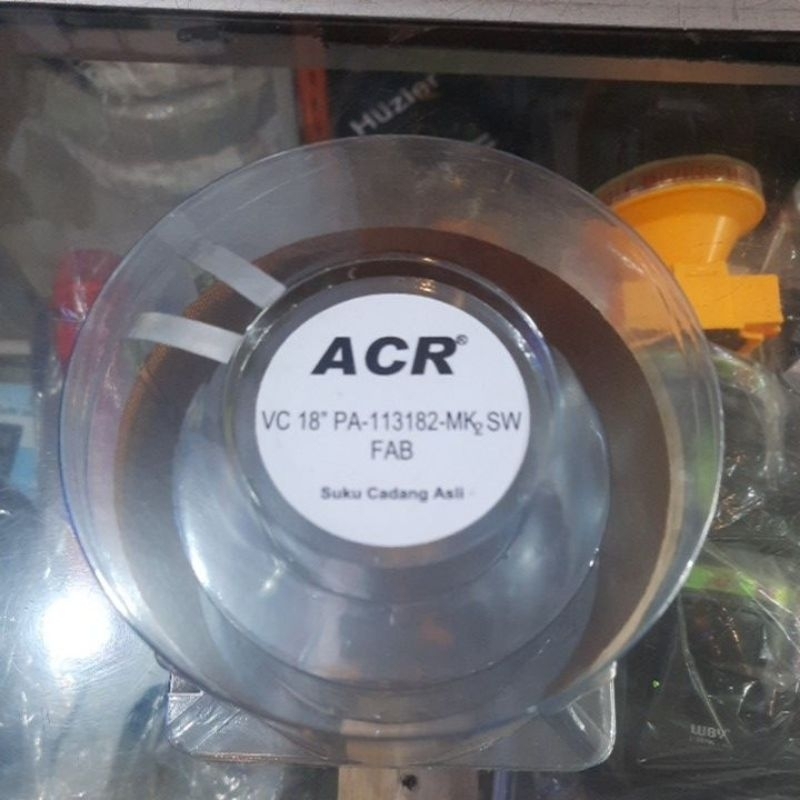 Hüzler
ACR®
VC 18" PA-113182-MK2 SW
FAB
Suku Cadang Asli